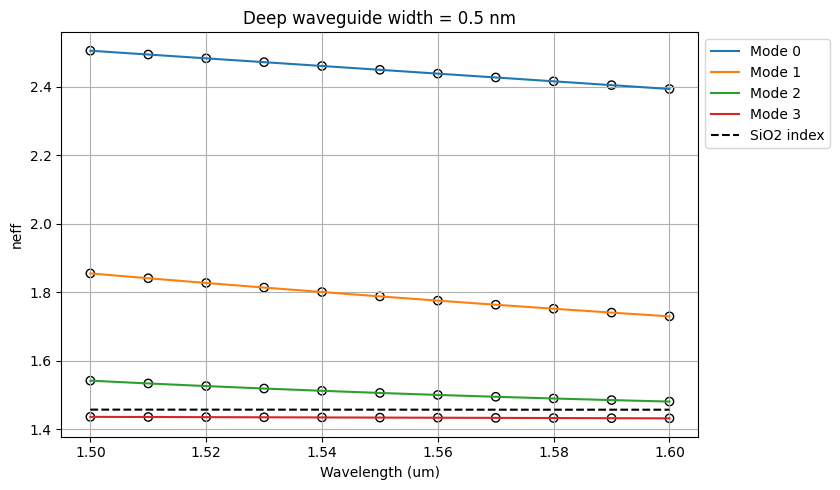 Deep waveguide width = 0.5 nm
Mode 0
Mode 1
Mode 2
Mode 3
SiO2 index
neff
2.4
2.2
2.0
1.8
1.6
1.4
1.50 1.52 1.54 1.56 1.58 1.60
Wavelength (um)